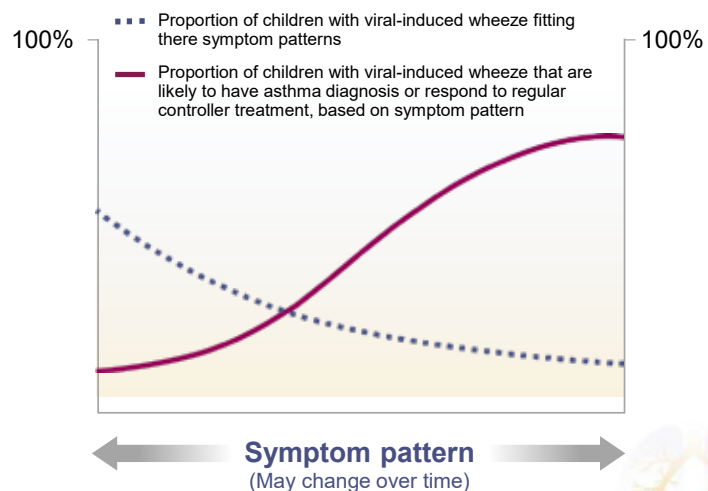 Proportion of children with viral-induced wheeze fitting
there symptom patterns
100%
100%
Proportion of children with viral-induced wheeze that are
likely to have asthma diagnosis or respond to regular
controller treatment, based on symptom pattern
Symptom pattern
(May change over time)